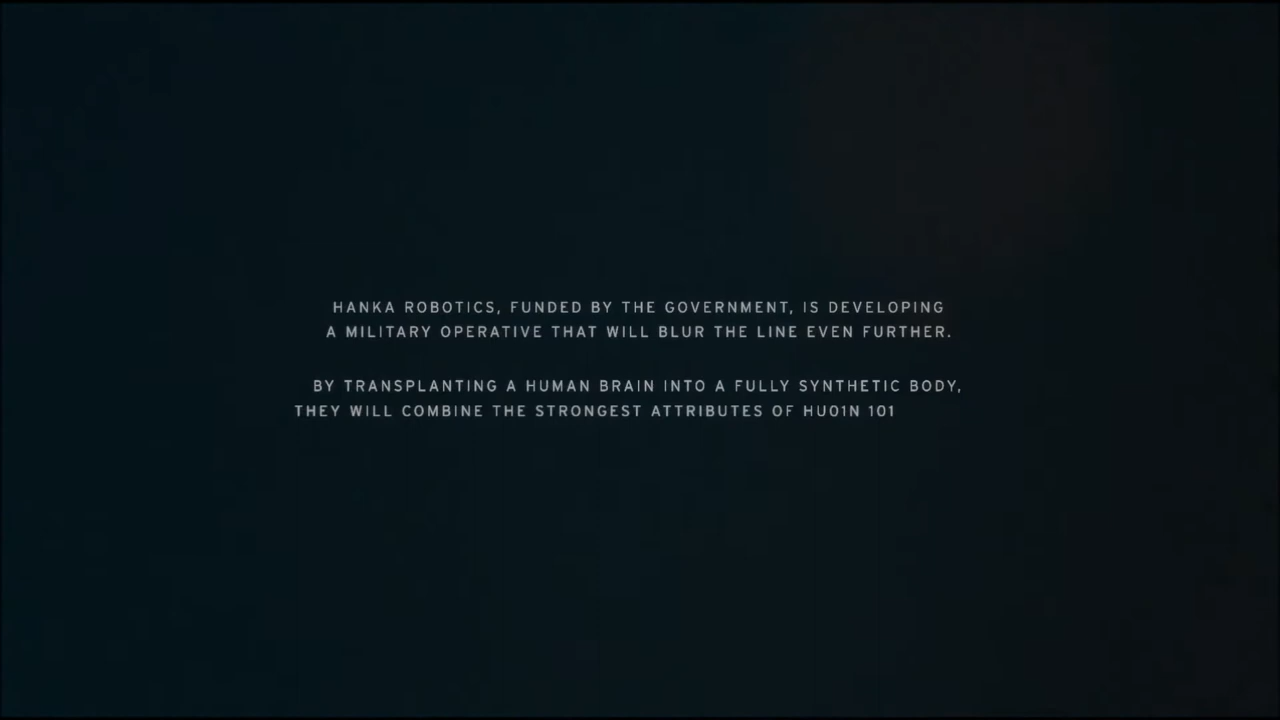 HANKA ROBOTICS, FUNDED BY THE GOVERNMENT, IS DEVELOPING
A MILITARY OPERATIVE THAT WILL BLUR THE LINE EVEN FURTHER.
BY TRANSPLANTING A HUMAN BRAIN INTO A FULLY SYNTHETIC BODY,
THEY WILL COMBINE THE STRONGEST ATTRIBUTES OF HU01N 101